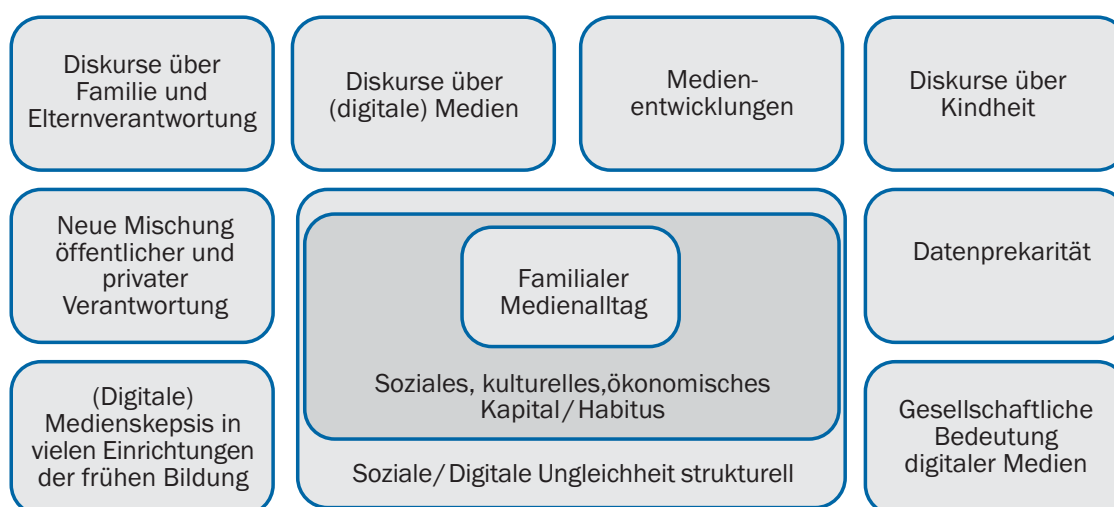 Diskurse über
Familie und
Elternverantwortung
Diskurse über
(digitale) Medien
Medien-
entwicklungen
Diskurse über
Kindheit
Neue Mischung
öffentlicher und
privater
Verantwortung
Familialer
Medienalltag
Datenprekarität
Soziales, kulturelles,ökonomisches
Kapital/Habitus
(Digitale)
Medienskepsis in
vielen Einrichtungen
der frühen Bildung
Soziale/Digitale Ungleichheit strukturell
Gesellschaftliche
Bedeutung
digitaler Medien